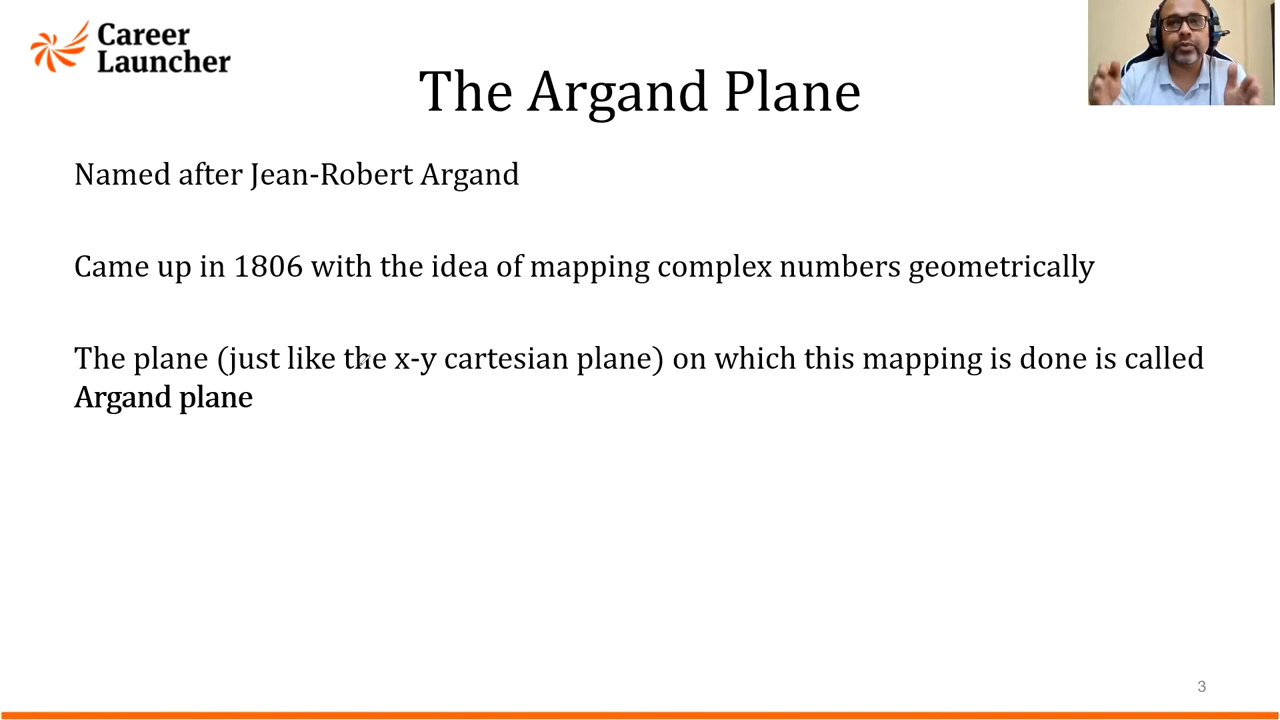 Career
Launcher
The Argand Plane
Named after Jean-Robert Argand
Came up in 1806 with the idea of mapping complex numbers geometrically
The plane (just like the x-y cartesian plane) on which this mapping is done is called
Argand plane
3